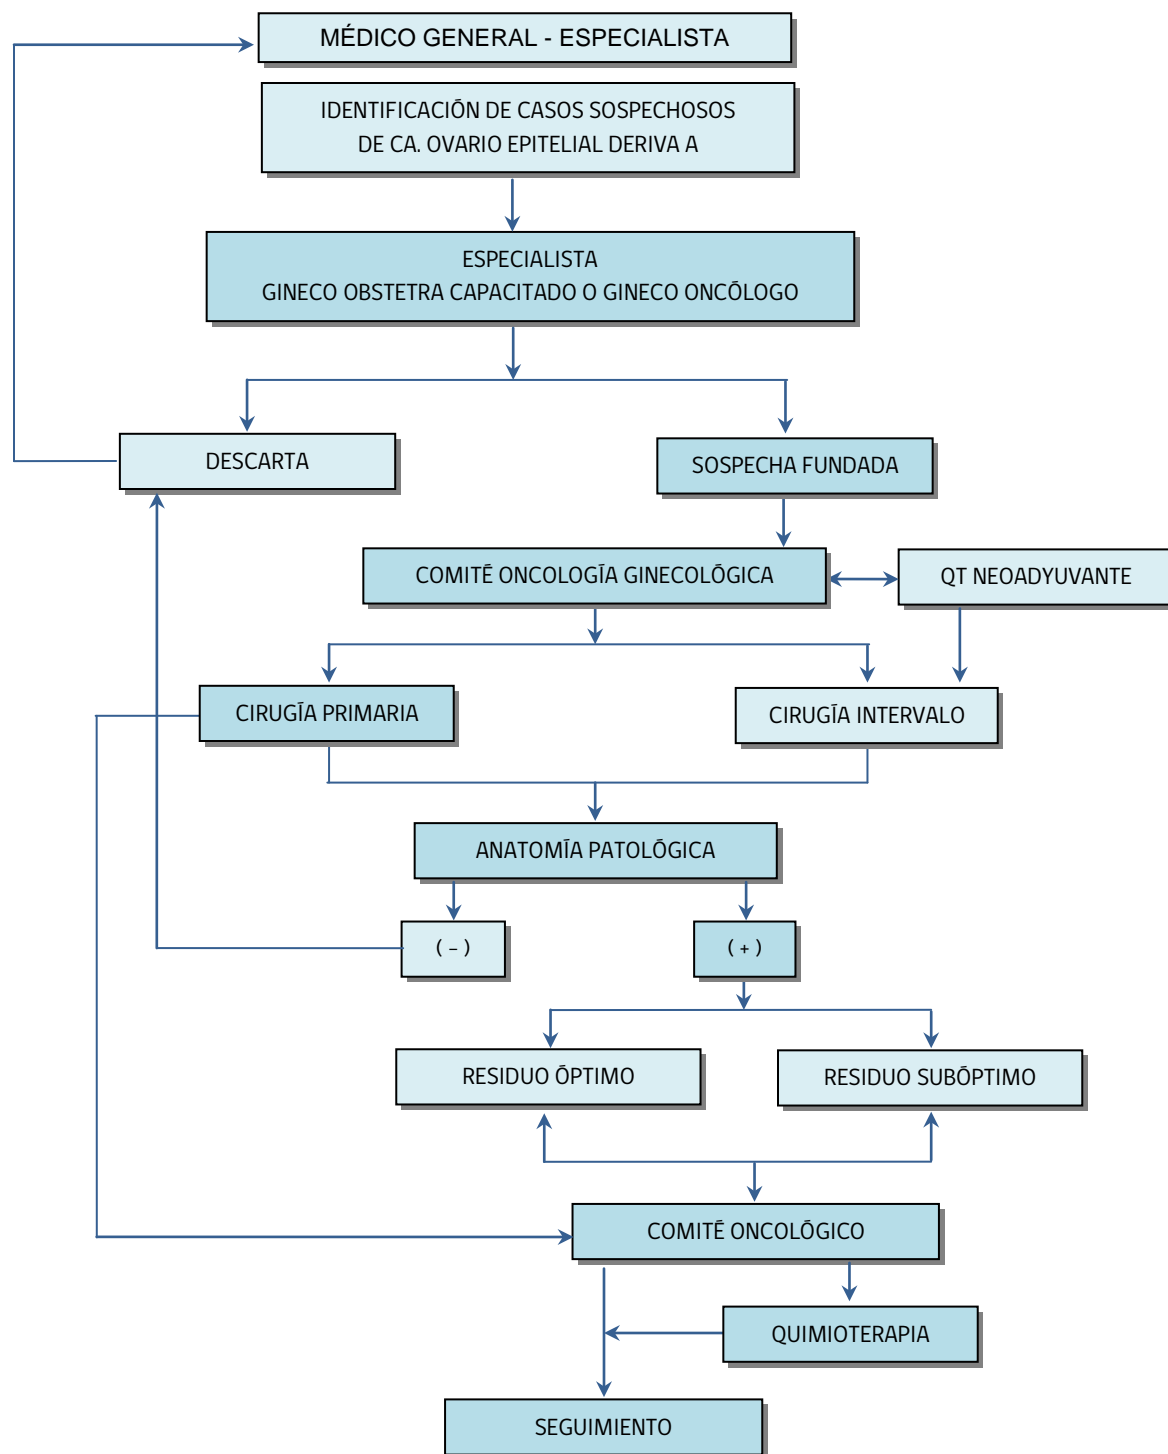 MÉDICO GENERAL - ESPECIALISTA
IDENTIFICACIÓN DE CASOS SOSPECHOSOS
DE CA. OVARIO EPITELIAL DERIVA A
ESPECIALISTA
GINECO OBSTETRA CAPACITADO O GINECO ONCÓLOGO
DESCARTA
SOSPECHA FUNDADA
COMITÉ ONCOLOGÍA GINECOLÓGICA
QT NEOADYUVANTE
CIRUGÍA PRIMARIA
CIRUGÍA INTERVALO
ANATOMÍA PATOLÓGICA
( – )
( + )
RESIDUO ÓPTIMO
RESIDUO SUBÓPTIMO
COMITÉ ONCOLÓGICO
QUIMIOTERAPIA
SEGUIMIENTO